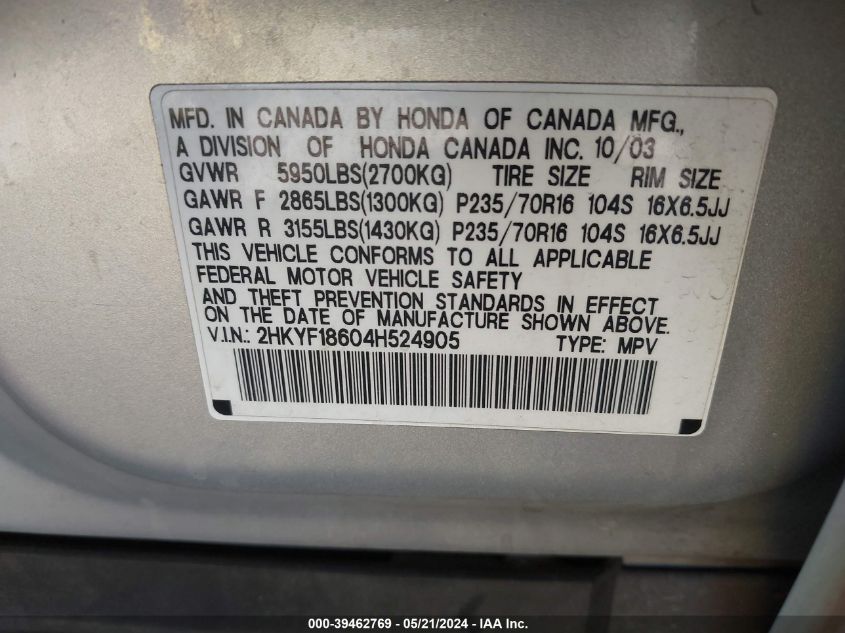 MFD. IN CANADA BY HONDA OF CANADA MFG.,
A DIVISION OF HONDA CANADA INC. 10/03
GVWR 5950LBS(2700KG) TIRE SIZE RIM SIZE
GAWR F 2865LBS(1300KG) P235/70R16 104S 16X6.5JJ
GAWR R 3155LBS(1430KG) P235/70R16 104S 16X6.5JJ
THIS VEHICLE CONFORMS TO ALL APPLICABLE
FEDERAL MOTOR VEHICLE SAFETY
AND THEFT PREVENTION STANDARDS IN EFFECT
ON THE DATE OF MANUFACTURE SHOWN ABOVE.
V.I.N.: 2HKYF18604H524905 TYPE: MPV
000-39462769 - 05/21/2024 - IAA Inc.